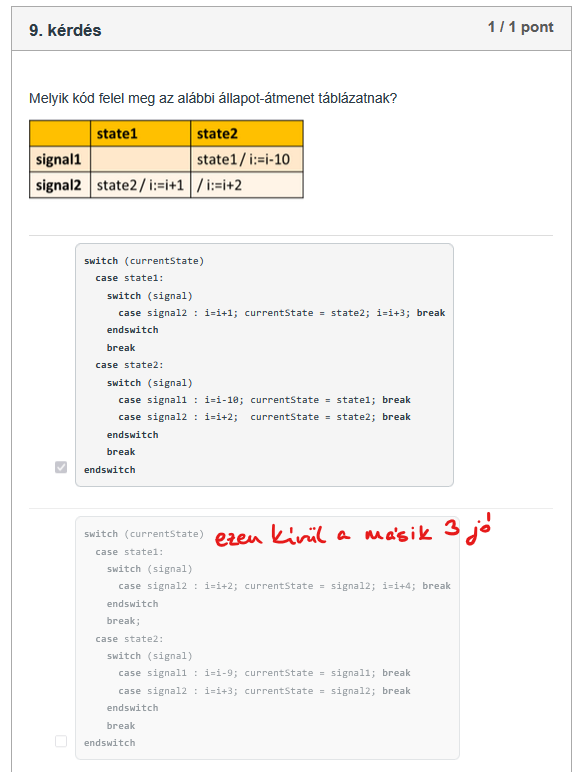 9. kérdés 1 / 1 pont
Melyik kód felel meg az alábbi állapot-átmenet táblázatnak?
state1 state2
signal1 state1 / i:=i-10
signal2 state2 / i:=i+1 / i:=i+2
switch (currentState)
case state1:
switch (signal)
case signal2 : i=i+1; currentState = state2; i=i+3; break
endswitch
break
case state2:
switch (signal)
case signal1 : i=i-10; currentState = state1; break
case signal2 : i=i+2; currentState = state2; break
endswitch
break
endswitch
switch (currentState) ezen kívül a másik 3 jó
case state1:
switch (signal)
case signal2 : i=i+2; currentState = signal2; i=i+4; break
endswitch
break;
case state2:
switch (signal)
case signal1 : i=i-9; currentState = signal1; break
case signal2 : i=i+3; currentState = signal2; break
endswitch
break
endswitch